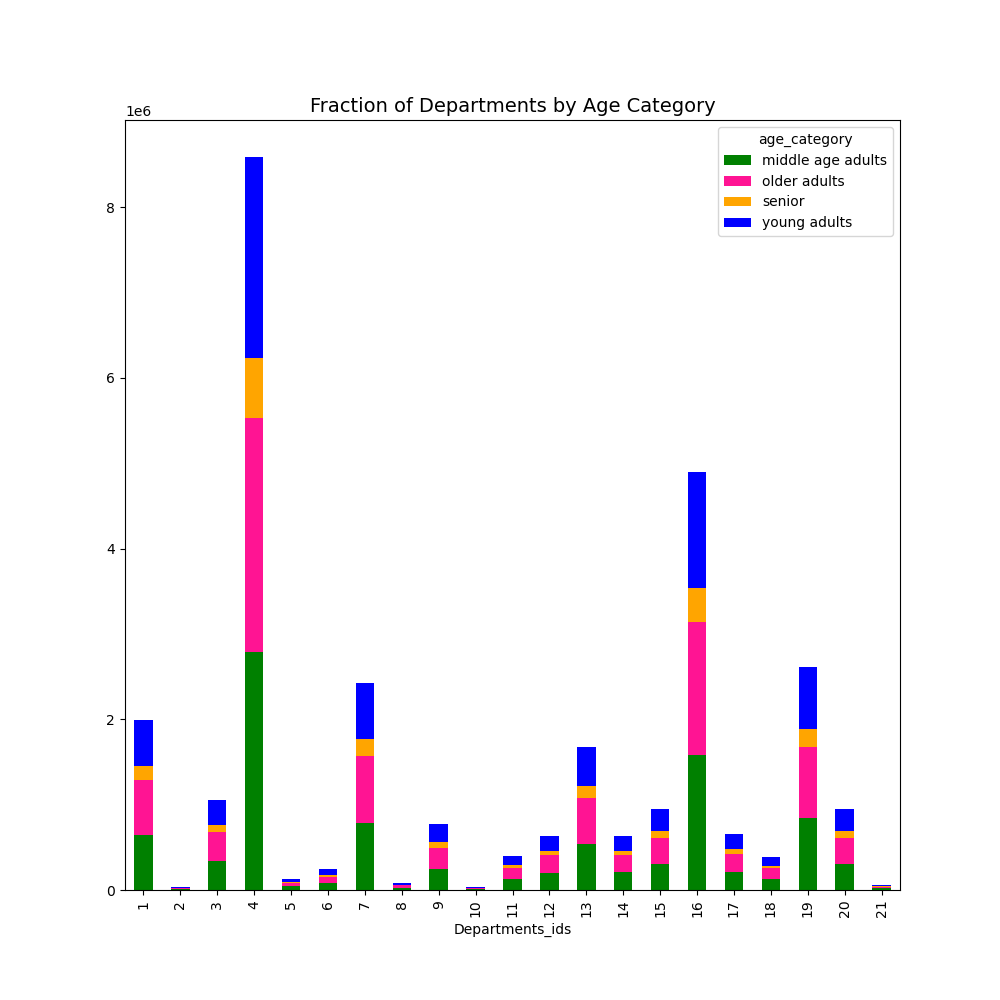 Fraction of Departments by Age Category
1e6
age_category
middle age adults
older adults
senior
young adults
8
6
4
2
0
1 2 3 4 5 6 7 8 9 10 11 12 13 14 15 16 17 18 19 20 21
Departments_ids